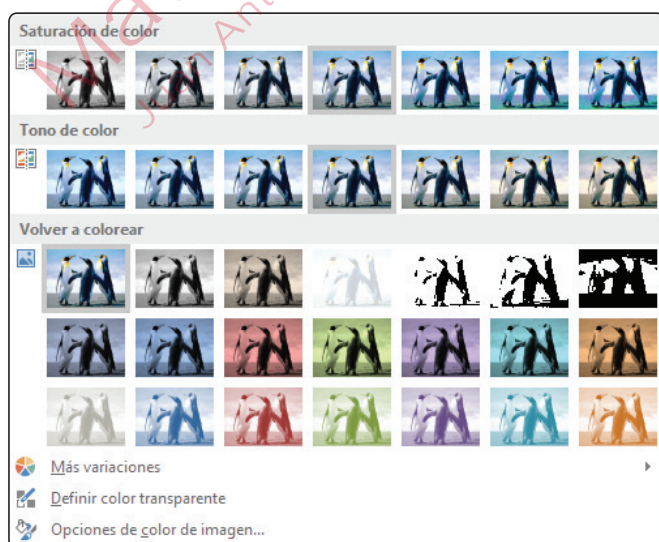 Saturación de color
Tono de color
Volver a colorear
Más variaciones
Definir color transparente
Opciones de color de imagen...